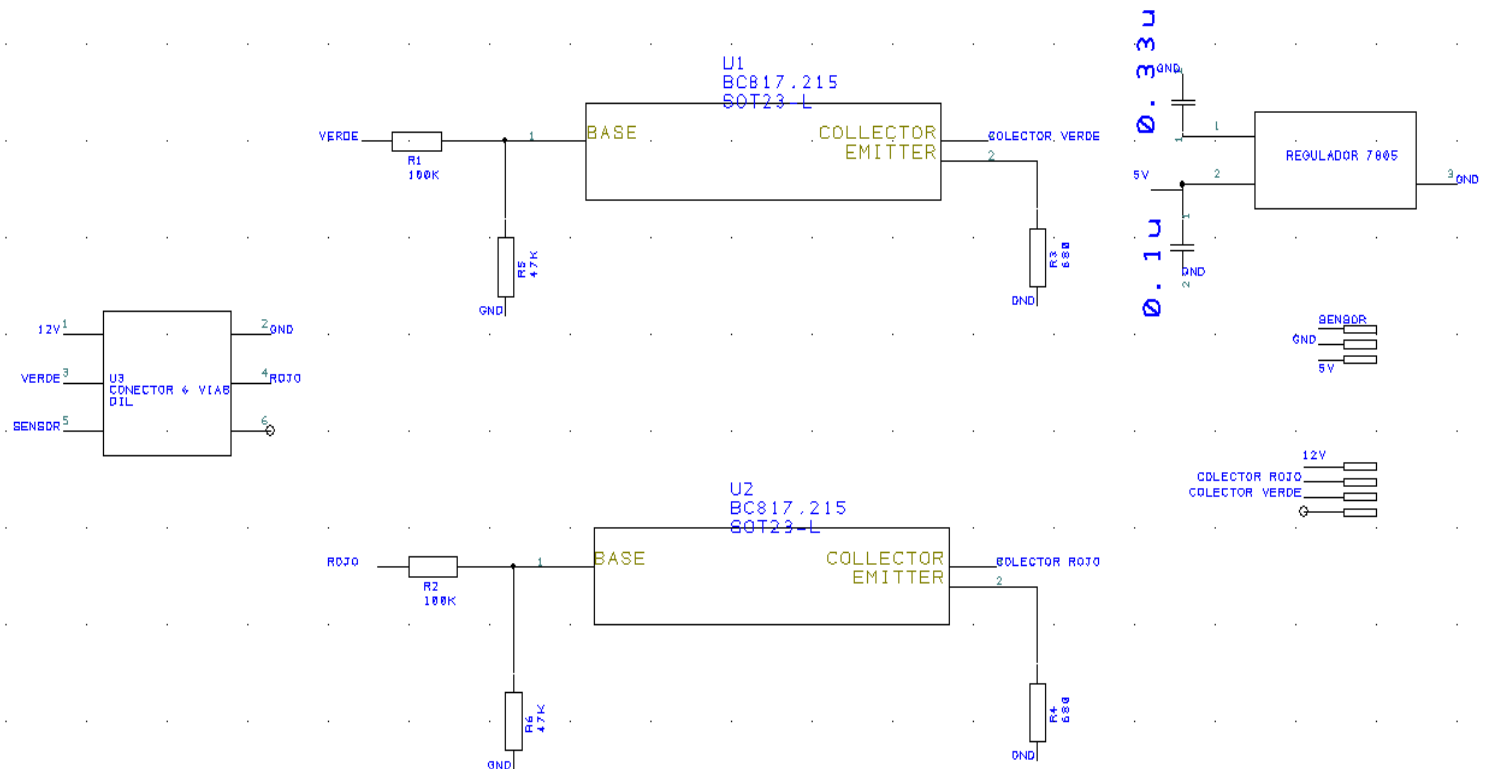 U1
BC817,215
SOT23-L
BASE
COLLECTOR
EMITTER
1
2
VERDE
R1
100K
COLECTOR VERDE
R5
47K
GND
R3
680
GND
0.33u
GND
1
1
REGULADOR 7805
5V
2
3
GND
1
0.1u
GND
2
12V
1
2
GND
VERDE
3
U3
CONECTOR 6 VIAS
DIL
4
ROJO
SENSOR
5
6
SENSOR
GND
5V
12V
COLECTOR ROJO
COLECTOR VERDE
U2
BC817,215
SOT23-L
BASE
COLLECTOR
EMITTER
1
2
ROJO
R2
100K
COLECTOR ROJO
R6
47K
GND
R4
680
GND